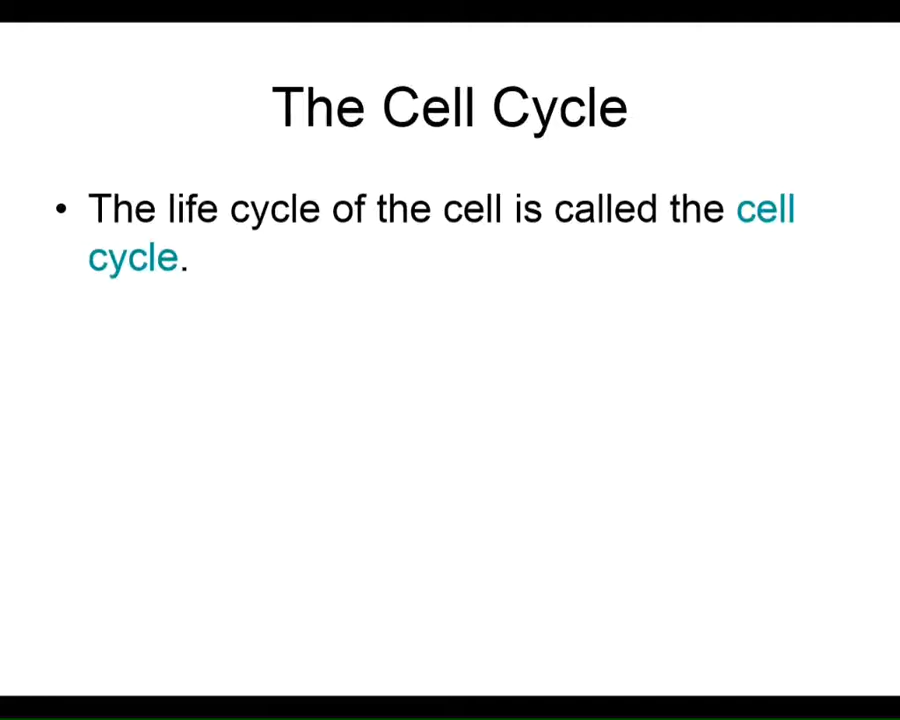 The Cell Cycle
• The life cycle of the cell is called the cell
cycle.